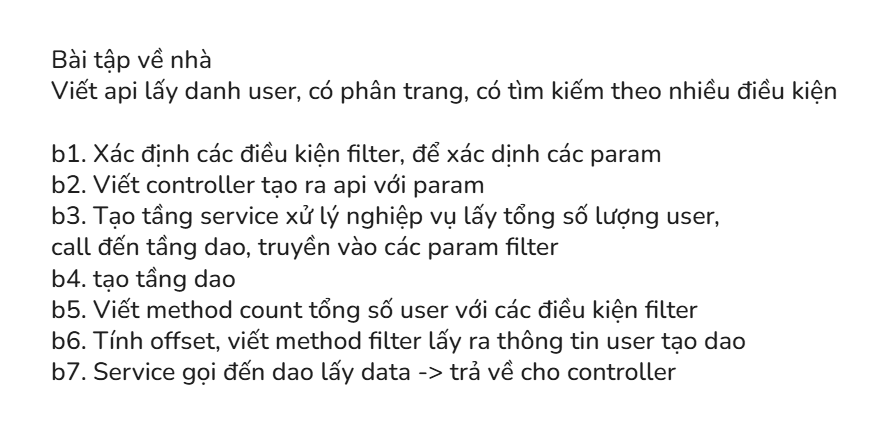 Bài tập về nhà
Viết api lấy danh user, có phân trang, có tìm kiếm theo nhiều điều kiện
b1. Xác định các điều kiện filter, để xác dịnh các param
b2. Viết controller tạo ra api với param
b3. Tạo tầng service xử lý nghiệp vụ lấy tổng số lượng user,
call đến tầng dao, truyền vào các param filter
b4. tạo tầng dao
b5. Viết method count tổng số user với các điều kiện filter
b6. Tính offset, viết method filter lấy ra thông tin user tạo dao
b7. Service gọi đến dao lấy data -> trả về cho controller